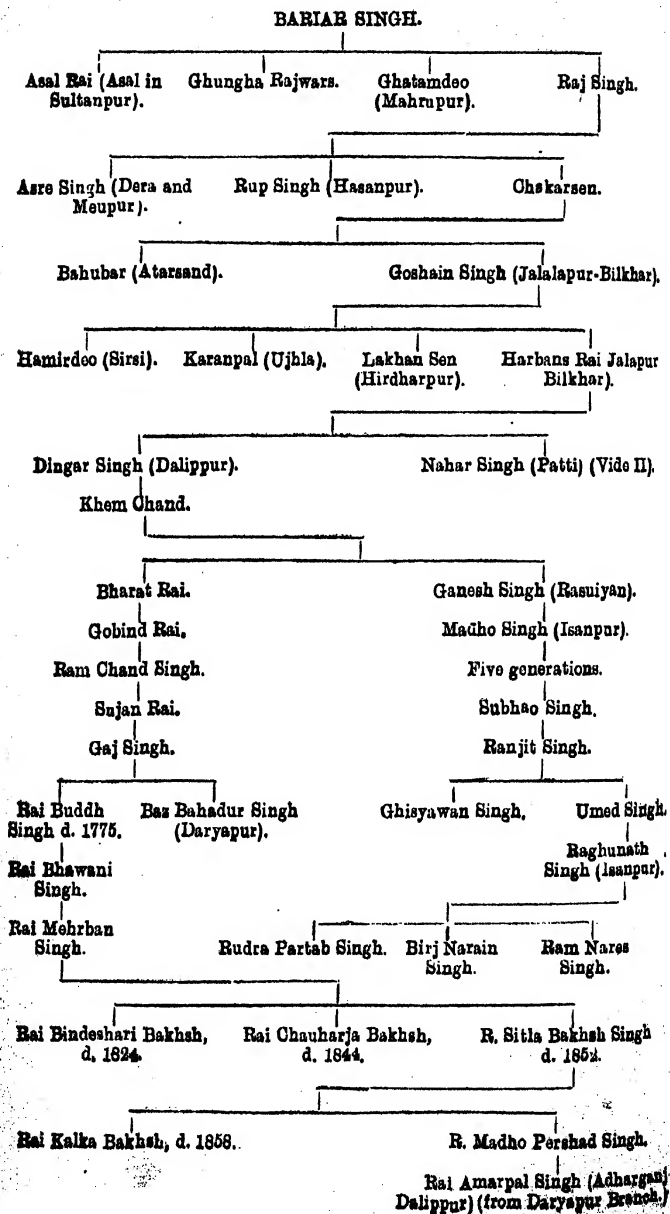 BARIAR SINGH.
Asal Rai (Asal in Sultanpur).
Ghungha Rajwars.
Ghatamdeo (Mahrupur).
Raj Singh.
Asre Singh (Dera and Meupur).
Rup Singh (Hasanpur).
Chakarsen.
Bahubar (Atarsand).
Goshain Singh (Jalalapur-Bilkhar).
Hamirdeo (Sirsi).
Karanpal (Ujhla).
Lakhan Sen (Hirdharpur).
Harbans Rai Jalapur Bilkhar).
Dingar Singh (Dalippur).
Nahar Singh (Patti) (Vide II).
Khem Chand.
Bharat Rai.
Ganesh Singh (Rasuiyan).
Gobind Rai.
Madho Singh (Isanpur).
Ram Chand Singh.
Five generations.
Sujan Rai.
Subhao Singh.
Gaj Singh.
Ranjit Singh.
Rai Buddh Singh d. 1775.
Baz Bahadur Singh (Daryapur).
Ghisyawan Singh.
Umed Singh.
Rai Bhawani Singh.
Raghunath Singh (Isanpur).
Rai Mehrban Singh.
Rudra Partab Singh.
Birj Narain Singh.
Ram Nares Singh.
Rai Bindeshari Bakhsh, d. 1824.
Rai Chauharja Bakhsh, d. 1844.
R. Sitla Bakhsh Singh d. 1852.
Rai Kalka Bakhsh, d. 1858.
R. Madho Pershad Singh.
Rai Amarpal Singh (Adharganj
Dalippur) (from Daryapur Branch.)